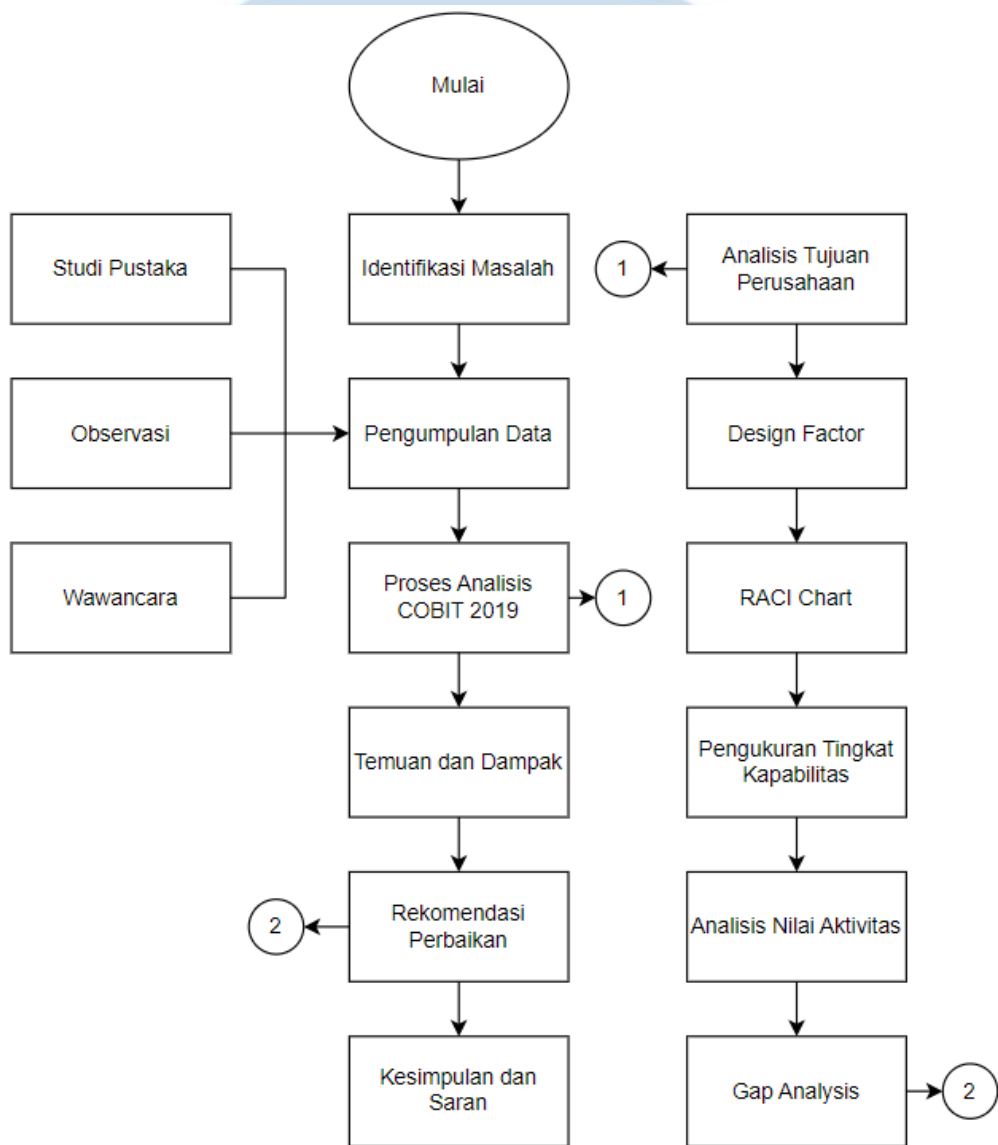 Mulai
Studi Pustaka
Identifikasi Masalah
1
Analisis Tujuan
Perusahaan
Observasi
Pengumpulan Data
Design Factor
Wawancara
Proses Analisis
COBIT 2019
1
RACI Chart
Temuan dan Dampak
Pengukuran Tingkat
Kapabilitas
2
Rekomendasi
Perbaikan
Analisis Nilai Aktivitas
Kesimpulan dan
Saran
Gap Analysis
2